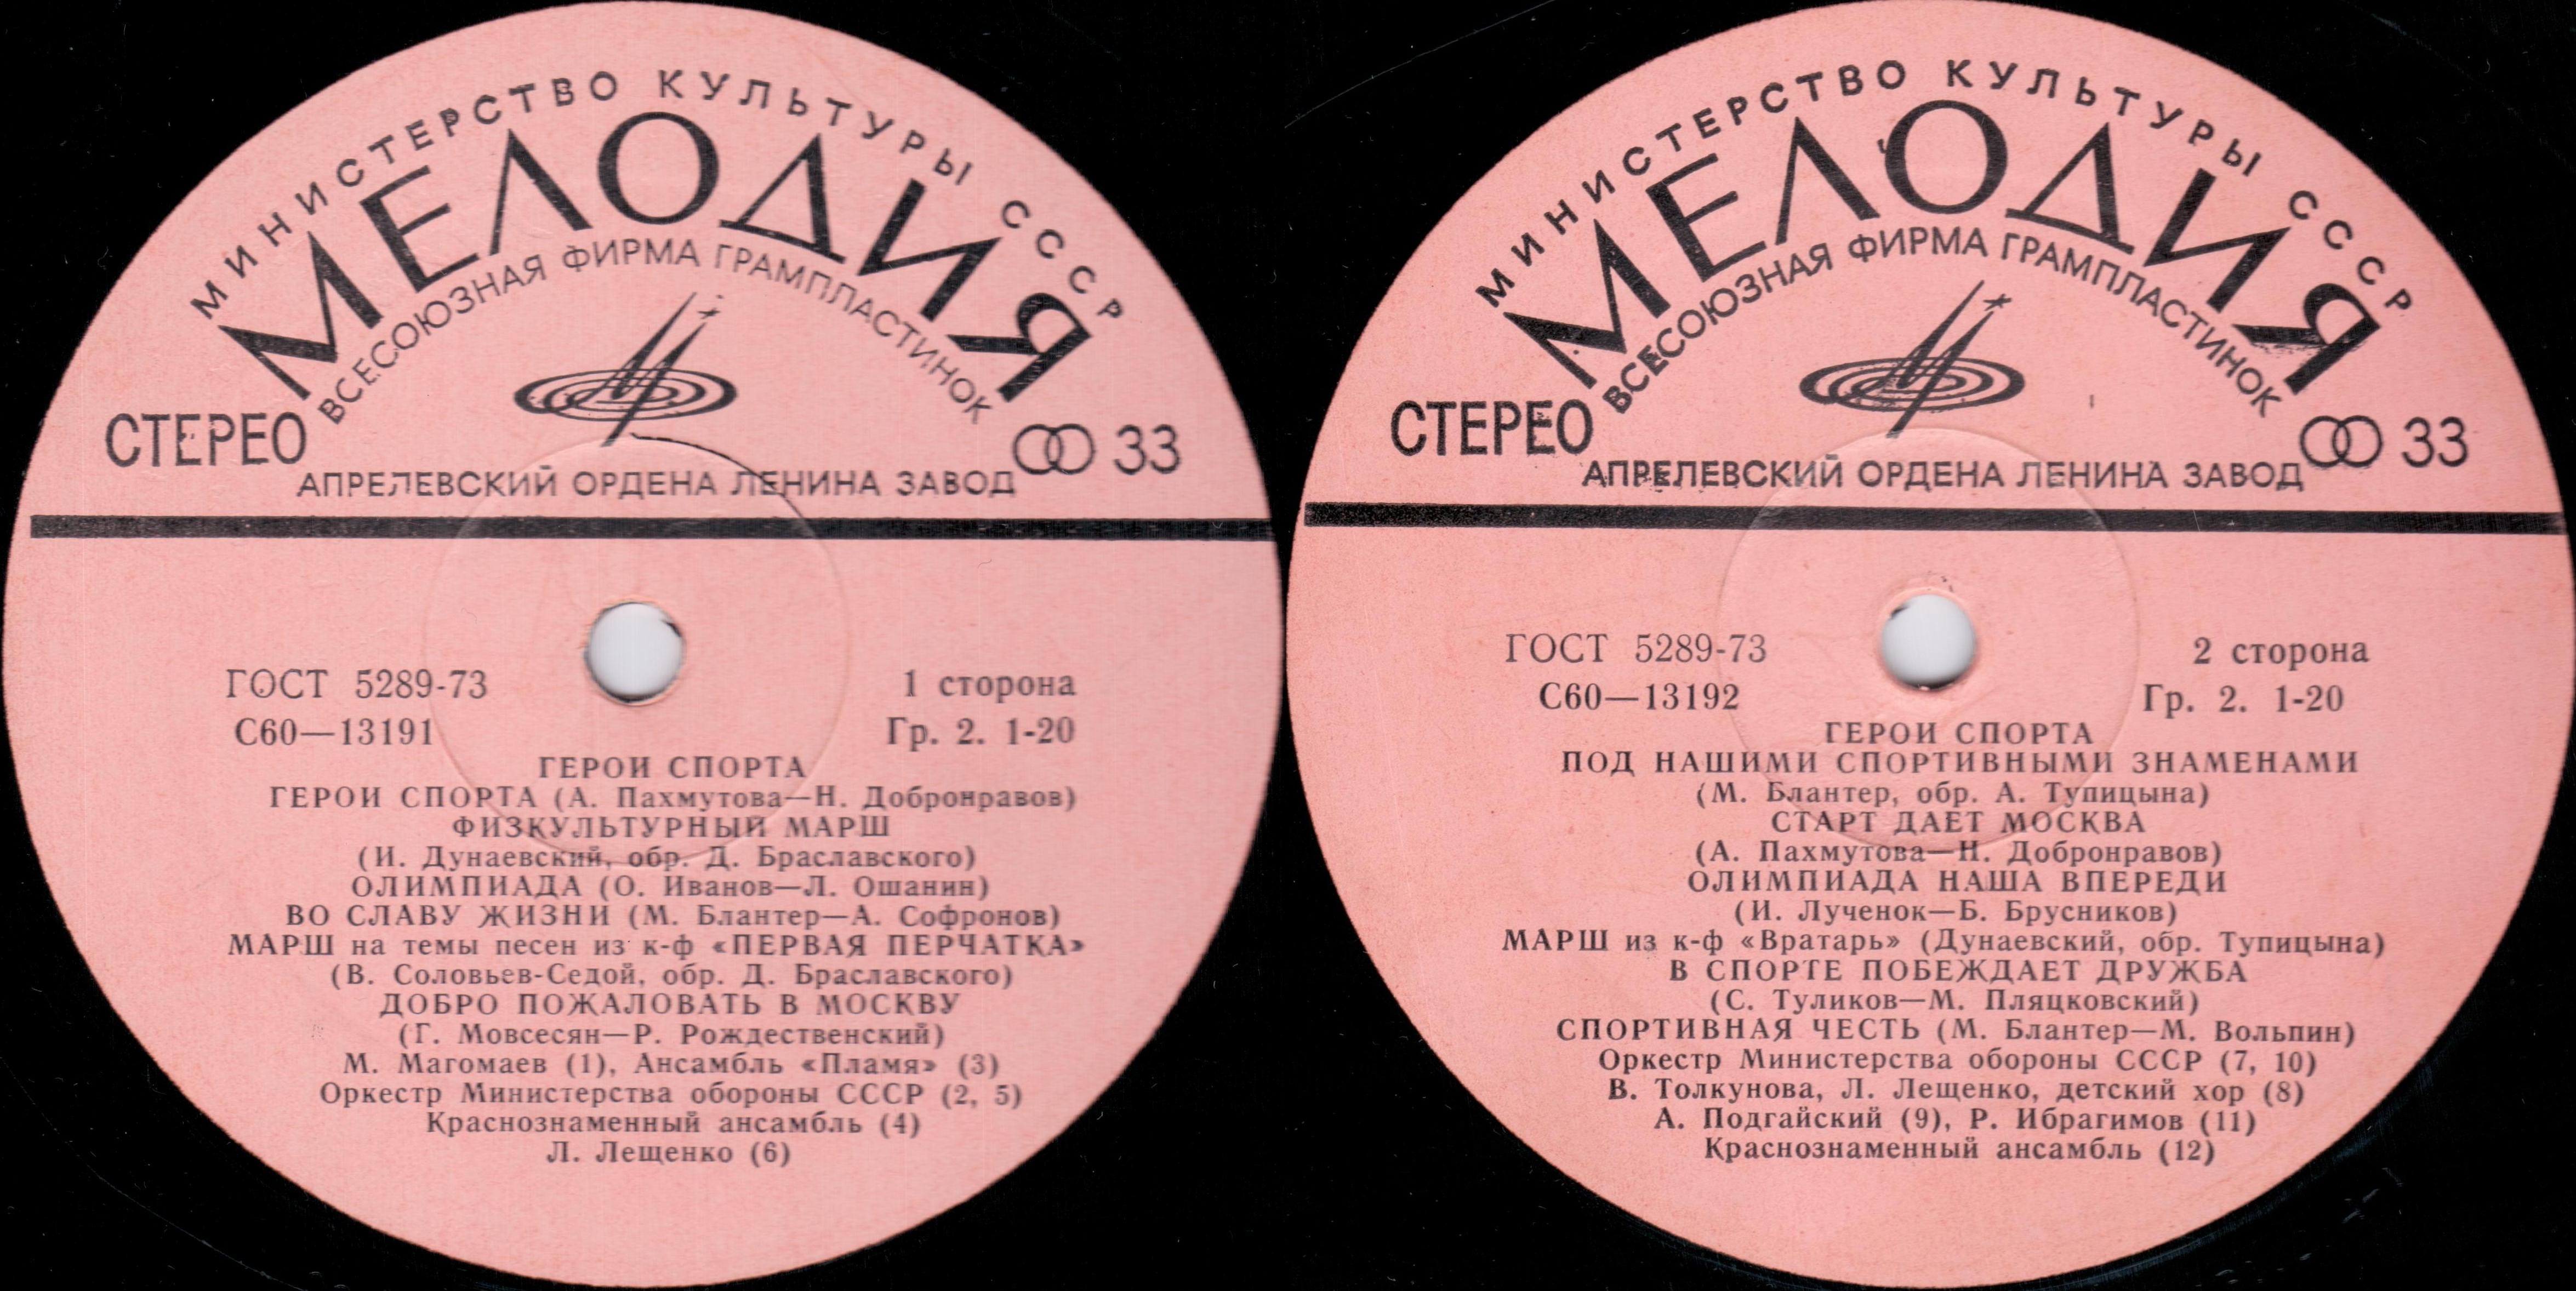 МИНИСТЕРСТВО КУЛЬТУРЫ СССР
МЕЛОДИЯ
ВСЕСОЮЗНАЯ ФИРМА ГРАМПЛАСТИНОК
СТЕРЕО
33
АПРЕЛЕВСКИЙ ОРДЕНА ЛЕНИНА ЗАВОД
ГОСТ 5289-73
1 сторона
С60—13191
Гр. 2. 1-20
ГЕРОИ СПОРТА
ГЕРОИ СПОРТА (А. Пахмутова—Н. Добронравов)
ФИЗКУЛЬТУРНЫЙ МАРШ
(И. Дунаевский, обр. Д. Браславского)
ОЛИМПИАДА (О. Иванов—Л. Ошанин)
ВО СЛАВУ ЖИЗНИ (М. Блантер—А. Софронов)
МАРШ на темы песен из к-ф «ПЕРВАЯ ПЕРЧАТКА»
(В. Соловьев-Седой, обр. Д. Браславского)
ДОБРО ПОЖАЛОВАТЬ В МОСКВУ
(Г. Мовсесян—Р. Рождественский)
М. Магомаев (1), Ансамбль «Пламя» (3)
Оркестр Министерства обороны СССР (2, 5)
Краснознаменный ансамбль (4)
Л. Лещенко (6)
МИНИСТЕРСТВО КУЛЬТУРЫ СССР
МЕЛОДИЯ
ВСЕСОЮЗНАЯ ФИРМА ГРАМПЛАСТИНОК
СТЕРЕО
33
АПРЕЛЕВСКИЙ ОРДЕНА ЛЕНИНА ЗАВОД
ГОСТ 5289-73
2 сторона
С60—13192
Гр. 2. 1-20
ГЕРОИ СПОРТА
ПОД НАШИМИ СПОРТИВНЫМИ ЗНАМЕНАМИ
(М. Блантер, обр. А. Тупицына)
СТАРТ ДАЕТ МОСКВА
(А. Пахмутова—Н. Добронравов)
ОЛИМПИАДА НАША ВПЕРЕДИ
(И. Лученок—Б. Брусников)
МАРШ из к-ф «Вратарь» (Дунаевский, обр. Тупицына)
В СПОРТЕ ПОБЕЖДАЕТ ДРУЖБА
(С. Туликов—М. Пляцковский)
СПОРТИВНАЯ ЧЕСТЬ (М. Блантер—М. Вольпин)
Оркестр Министерства обороны СССР (7, 10)
В. Толкунова, Л. Лещенко, детский хор (8)
А. Подгайский (9), Р. Ибрагимов (11)
Краснознаменный ансамбль (12)